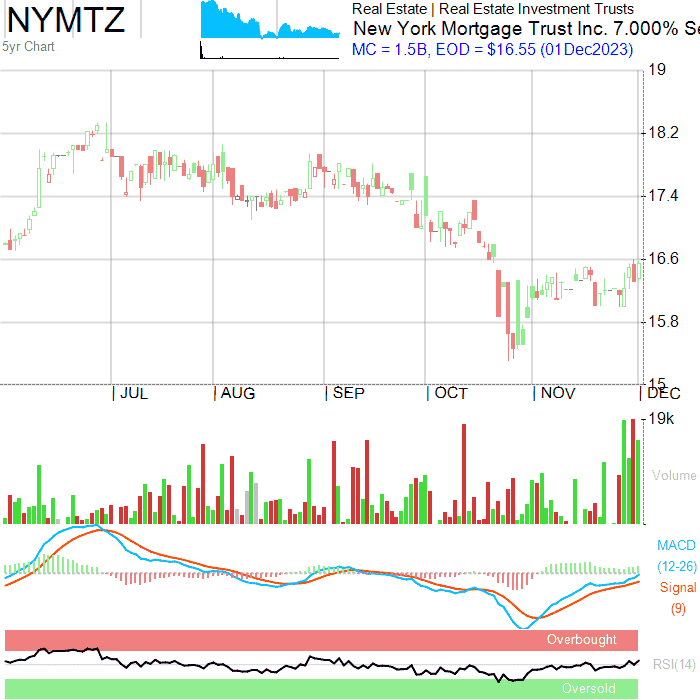 NYMTZ
5yr Chart
Real Estate | Real Estate Investment Trusts
New York Mortgage Trust Inc. 7.000% Se
MC = 1.5B, EOD = $16.55 (01Dec2023)
19
18.2
17.4
16.6
15.8
15
JUL AUG SEP OCT NOV DEC
19k
Volume
MACD
(12-26)
Signal
(9)
Overbought
RSI(14)
Oversold